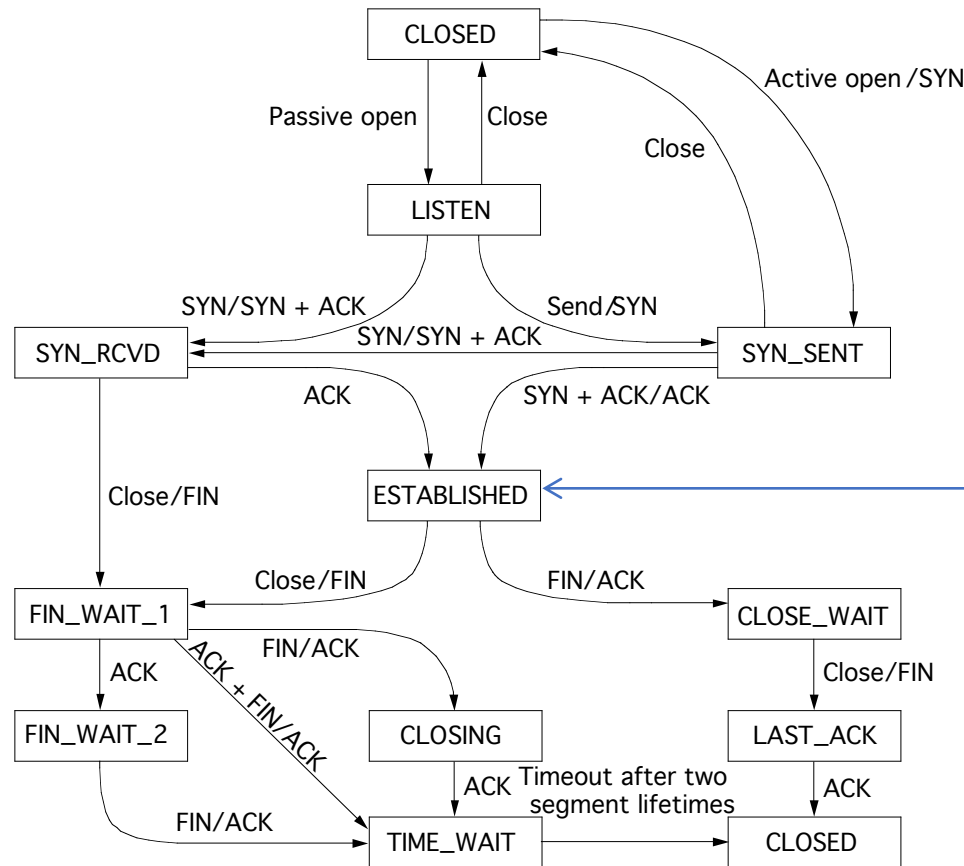 CLOSED
Active open /SYN
Passive open
Close
Close
LISTEN
SYN/SYN + ACK
Send/SYN
SYN/SYN + ACK
SYN_RCVD
SYN_SENT
ACK
SYN + ACK/ACK
Close/FIN
ESTABLISHED
Close/FIN
FIN/ACK
FIN_WAIT_1
CLOSE_WAIT
FIN/ACK
ACK
ACK + FIN/ACK
Close/FIN
FIN_WAIT_2
CLOSING
LAST_ACK
ACK
Timeout after two
segment lifetimes
ACK
FIN/ACK
TIME_WAIT
CLOSED